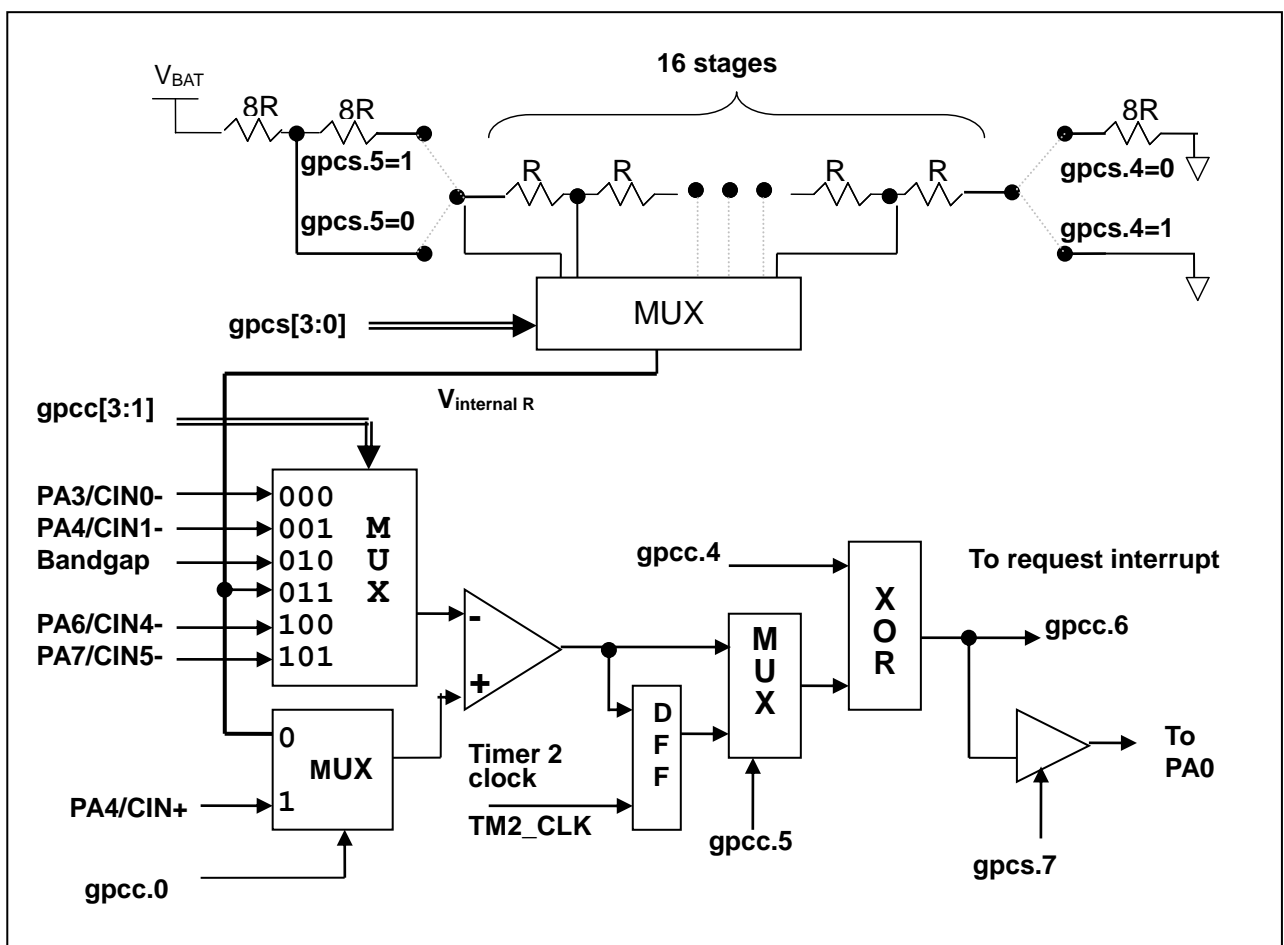 16 stages
VBAT
8R
8R
8R
gpcs.5=1
gpcs.4=0
R
R
R
R
gpcs.5=0
gpcs.4=1
gpcs[3:0]
MUX
Vinternal R
gpcc[3:1]
PA3/CIN0-
PA4/CIN1-
Bandgap
PA6/CIN4-
PA7/CIN5-
000
001
010
011
100
101
M
U
X
-
+
gpcc.4
To request interrupt
X
O
R
gpcc.6
M
U
X
D
F
F
0
1
MUX
PA4/CIN+
gpcc.0
Timer 2
clock
TM2_CLK
gpcc.5
gpcs.7
To
PA0